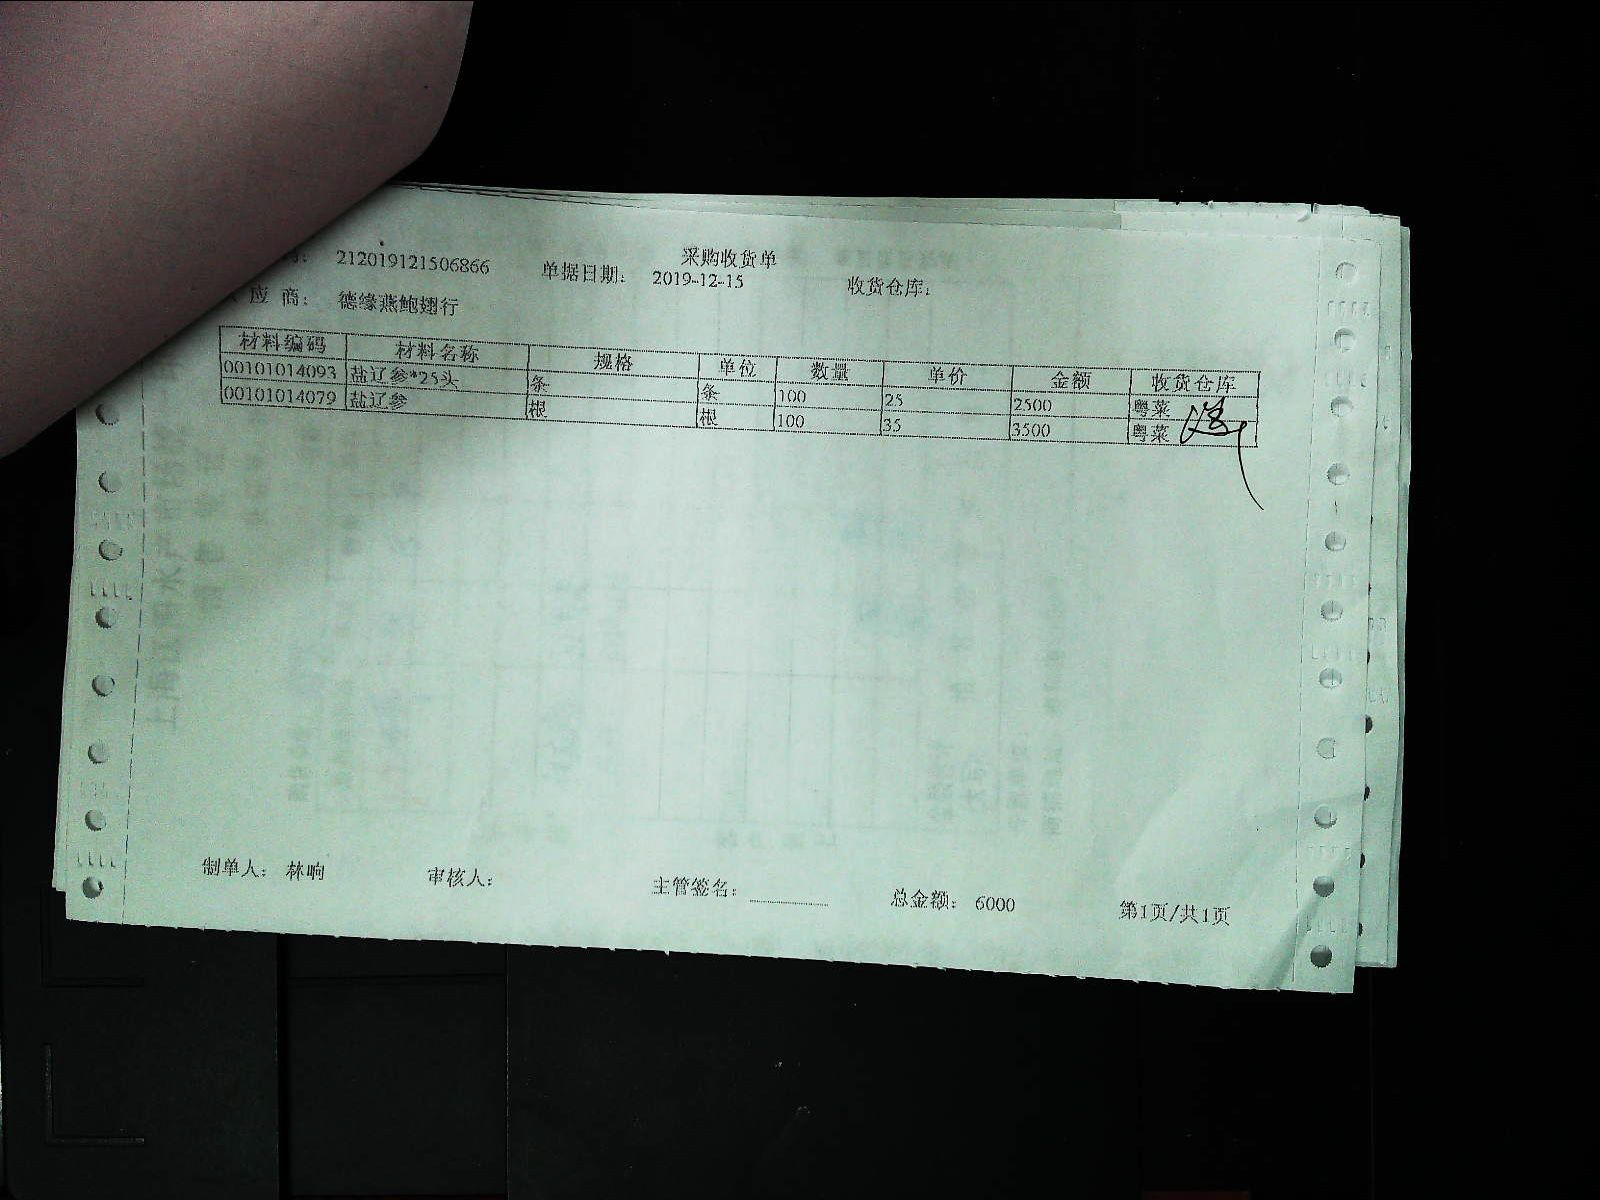 采购收货单
212019121506866 单据日期: 2019-12-15 收货仓库:
应商: 德缘燕鲍翅行
材料编码 材料名称 规格 单位 数量 单价 金额 收货仓库
00101014093 盐辽参*25头 条 条 100 25 2500 粤菜
00101014079 盐辽参 根 根 100 35 3500 粤菜
制单人: 林响 审核人: 主管签名: 总金额: 6000 第1页/共1页